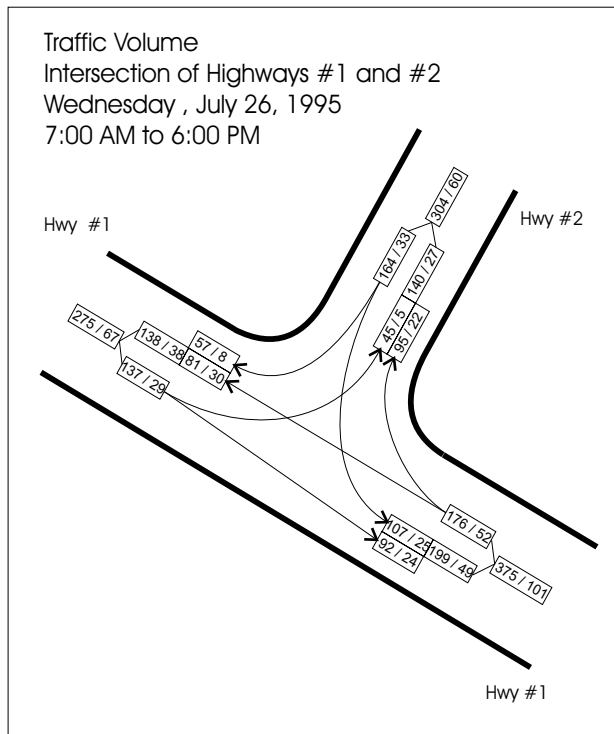 Traffic Volume
Intersection of Highways #1 and #2
Wednesday , July 26, 1995
7:00 AM to 6:00 PM
304 / 60
Hwy #1
Hwy #2
164 / 33
140 / 27
45 / 5
95 / 22
275 / 67
138 / 38
57 / 8
81 / 30
137 / 29
176 / 52
107 / 25
199 / 49
92 / 24
375 / 101
Hwy #1